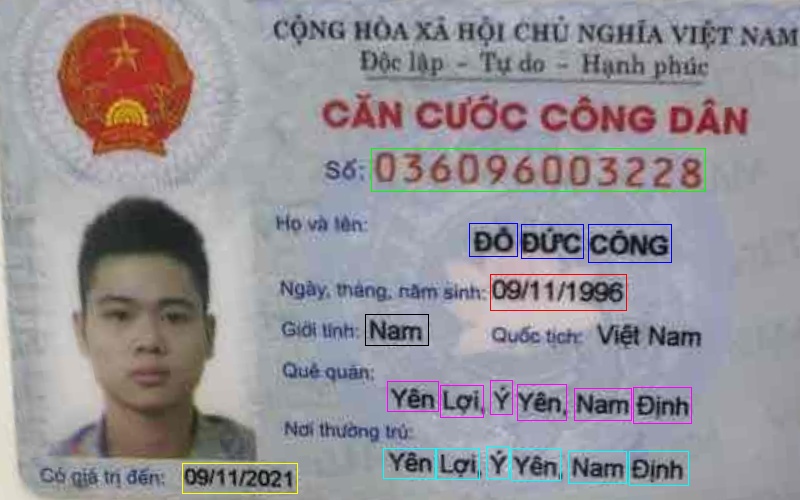 CỘNG HÒA XÃ HỘI CHỦ NGHĨA VIỆT NAM
Độc lập - Tự do - Hạnh phúc
CĂN CƯỚC CÔNG DÂN
Số: 036096003228
Họ và tên:
ĐỖ ĐỨC CÔNG
Ngày, tháng, năm sinh: 09/11/1996
Giới tính: Nam Quốc tịch: Việt Nam
Quê quán:
Yên Lợi, Ý Yên, Nam Định
Nơi thường trú:
Yên Lợi, Ý Yên, Nam Định
Có giá trị đến: 09/11/2021